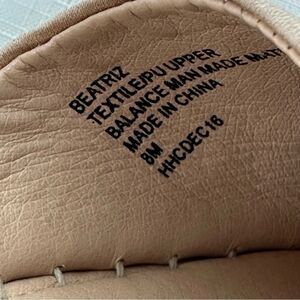 BEATRIZ
TEXTILE/PU UPPER
BALANCE MAN MADE MAT
MADE IN CHINA
8M
HHCDEC16